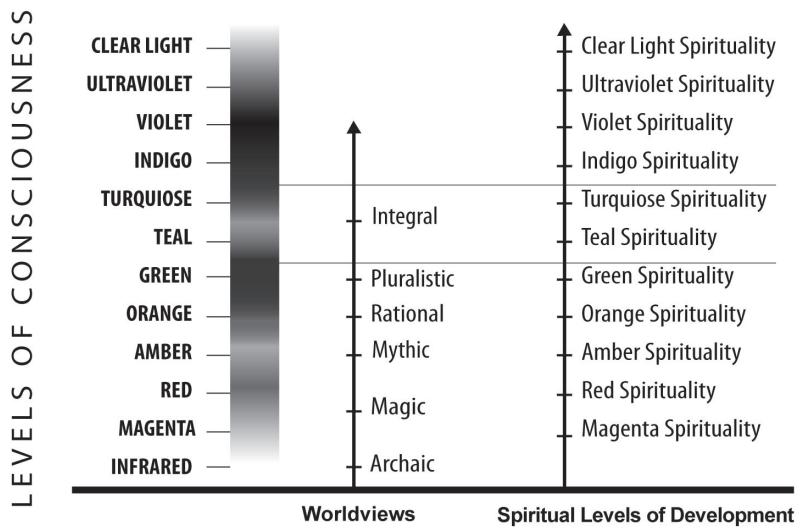 LEVELS OF CONSCIOUSNESS
CLEAR LIGHT
ULTRAVIOLET
VIOLET
INDIGO
TURQUIOSE
TEAL
GREEN
ORANGE
AMBER
RED
MAGENTA
INFRARED
Integral
Pluralistic
Rational
Mythic
Magic
Archaic
Worldviews
Clear Light Spirituality
Ultraviolet Spirituality
Violet Spirituality
Indigo Spirituality
Turquiose Spirituality
Teal Spirituality
Green Spirituality
Orange Spirituality
Amber Spirituality
Red Spirituality
Magenta Spirituality
Spiritual Levels of Development